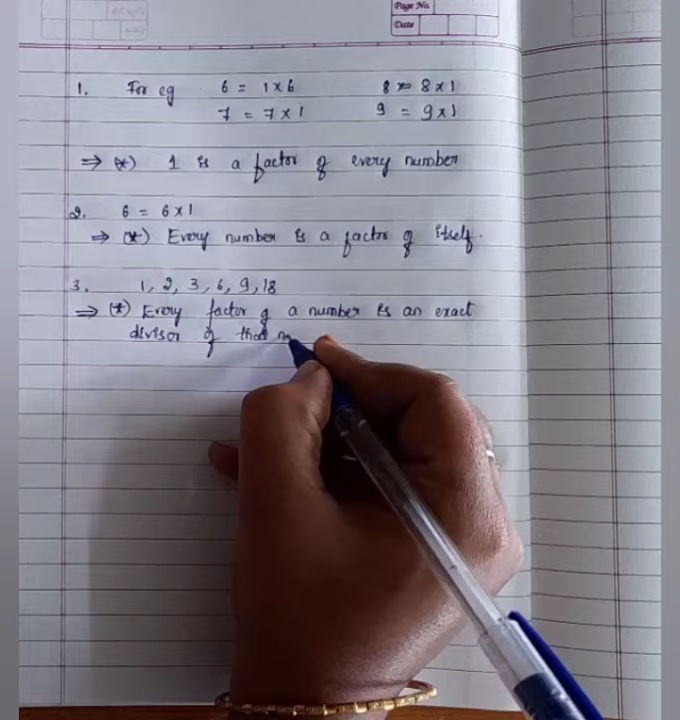 Page No.
Date
1. For eg 6 = 1 x 6 8 = 8 x 1
7 = 7 x 1 9 = 9 x 1
⇒ (*) 1 is a factor of every number
2. 6 = 6 x 1
⇒ (*) Every number is a factor of itself.
3. 1, 2, 3, 6, 9, 18
⇒ (*) Every factor of a number is an exact
divisor of that